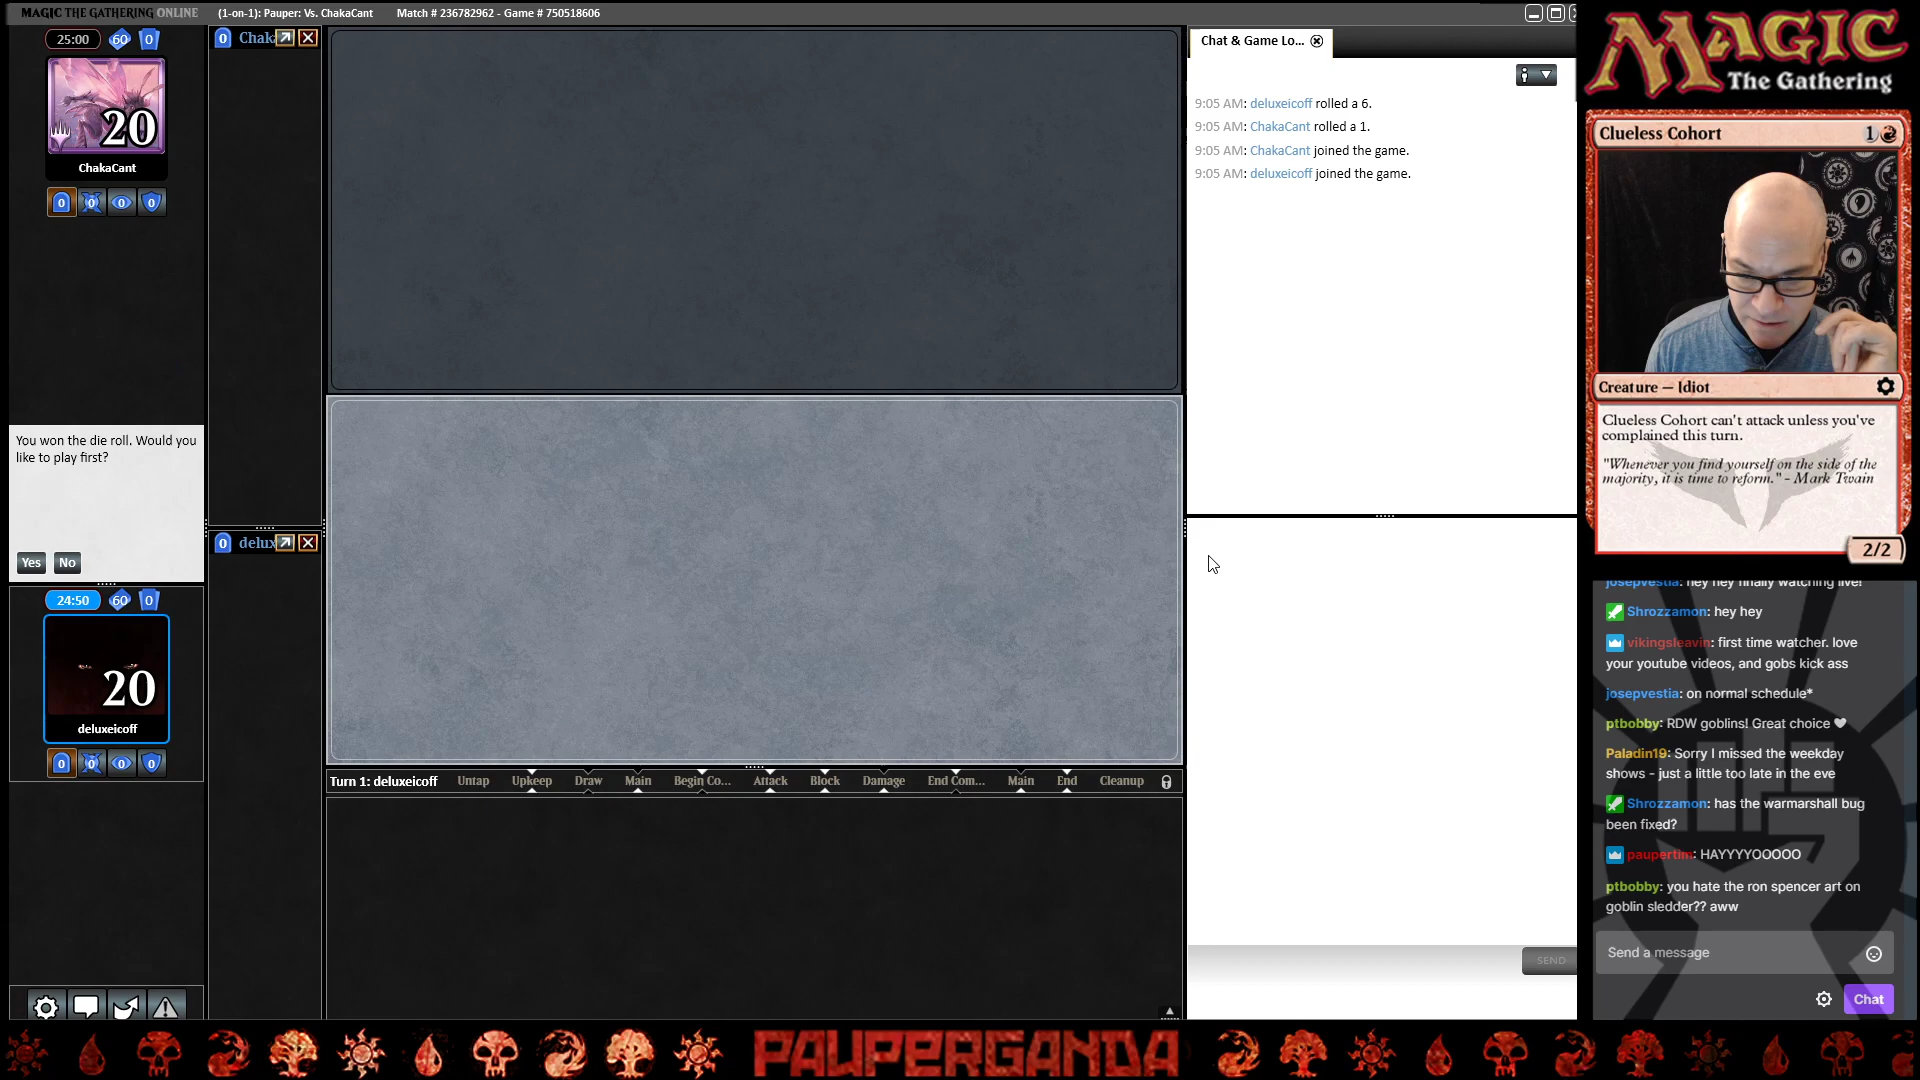 MAGIC THE GATHERING ONLINE (1-on-1): Pauper: Vs. ChakaCant Match # 236782962 - Game # 750518606
25:00 60 0
20
ChakaCant
0 0 0 0
0 Chak
You won the die roll. Would you
like to play first?
Yes No
0 delux
24:50 60 0
20
deluxeicoff
0 0 0 0
Turn 1: deluxeicoff Untap Upkeep Draw Main Begin Co... Attack Block Damage End Com... Main End Cleanup
Chat & Game Lo...
9:05 AM: deluxeicoff rolled a 6.
9:05 AM: ChakaCant rolled a 1.
9:05 AM: ChakaCant joined the game.
9:05 AM: deluxeicoff joined the game.
SEND
MAGIC
The Gathering
Clueless Cohort 1
Creature — Idiot
Clueless Cohort can't attack unless you've
complained this turn.
"Whenever you find yourself on the side of the
majority, it is time to reform." - Mark Twain
2/2
josepvestia: hey hey finally watching live!
Shrozzamon: hey hey
vikingsleavin: first time watcher. love
your youtube videos, and gobs kick ass
josepvestia: on normal schedule*
ptbobby: RDW goblins! Great choice
Paladin19: Sorry I missed the weekday
shows - just a little too late in the eve
Shrozzamon: has the warmarshall bug
been fixed?
paupertim: HAYYYYOOOOO
ptbobby: you hate the ron spencer art on
goblin sledder?? aww
Send a message
Chat
PAUPERGANDA